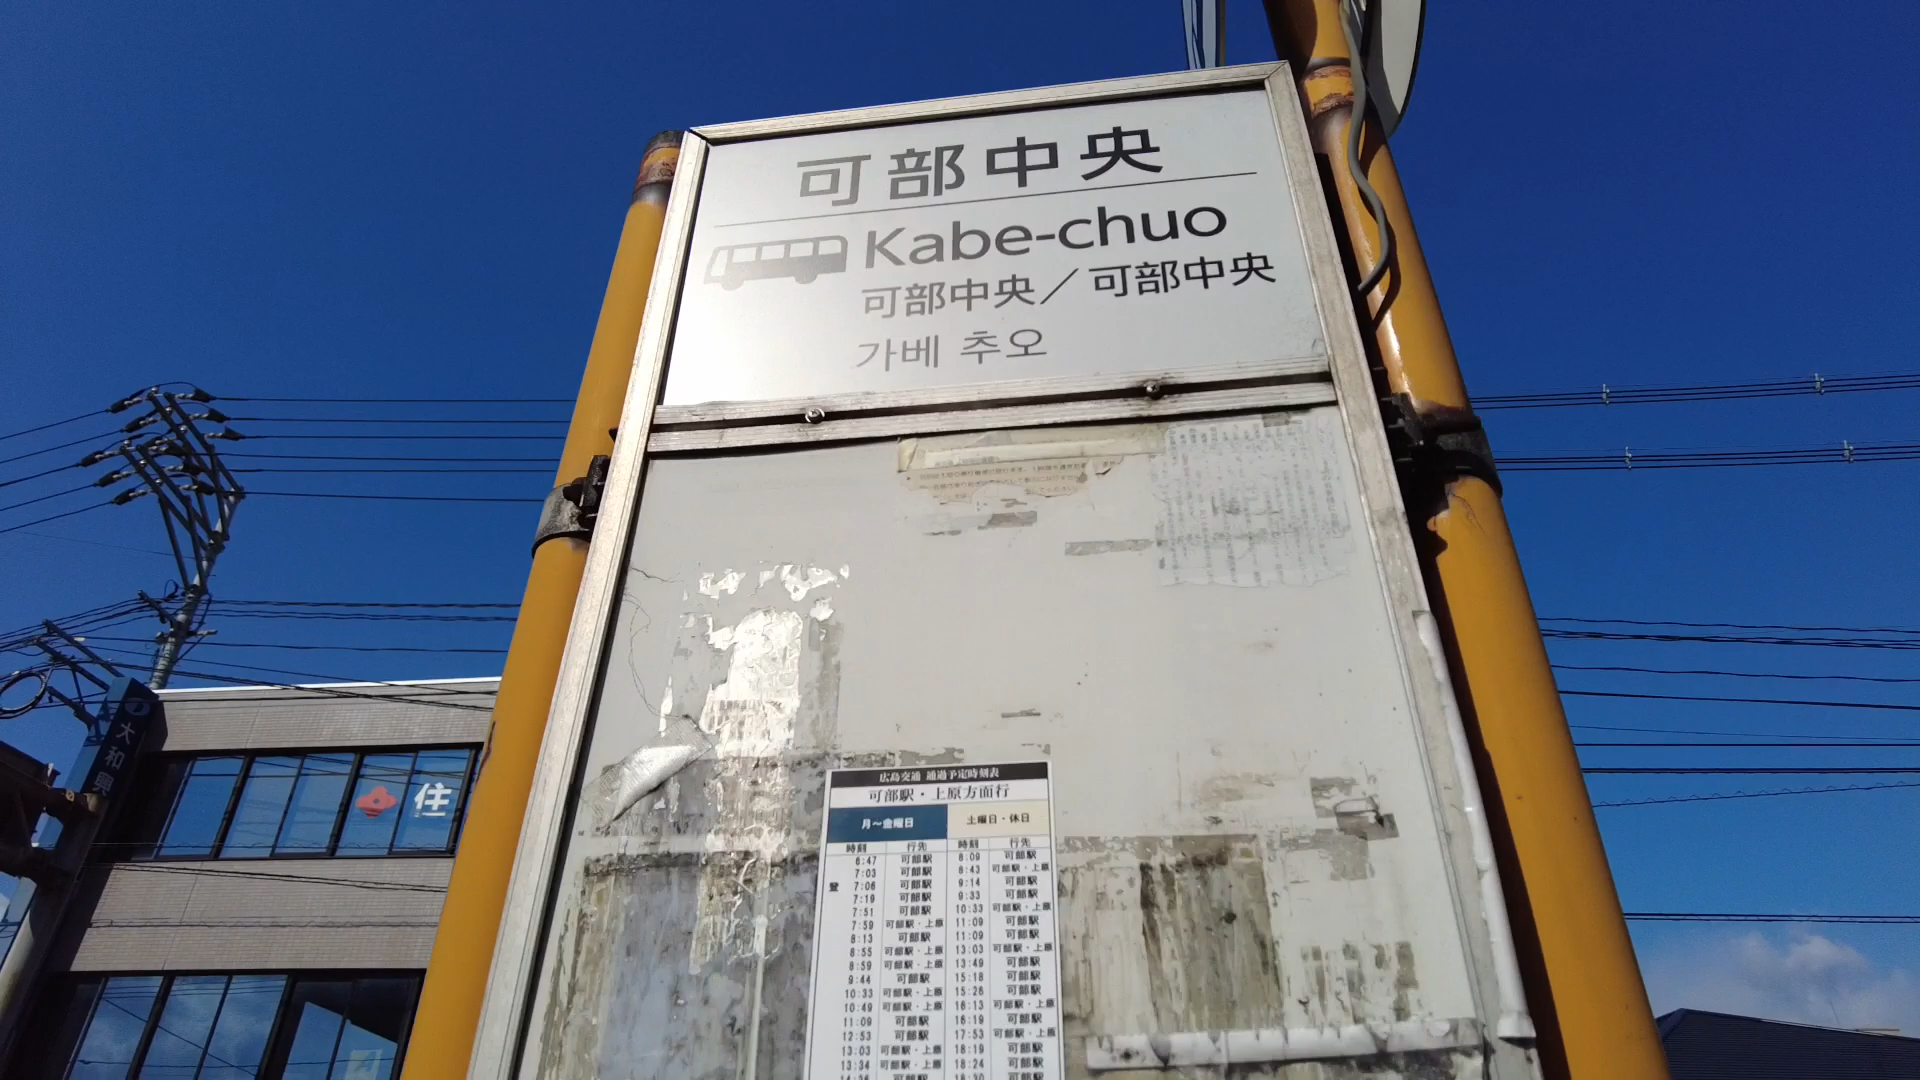 可部中央
Kabe-chuo
可部中央／可部中央
가베 추오
広島交通 通過予定時刻表
可部駅・上原方面行
月～金曜日 土曜日・休日
時刻 行先 時刻 行先
6:47 可部駅 8:09 可部駅
7:03 可部駅 8:43 可部駅・上原
登 7:06 可部駅 9:14 可部駅
7:19 可部駅 9:33 可部駅
7:51 可部駅 10:33 可部駅・上原
7:59 可部駅・上原 11:09 可部駅
8:13 可部駅 11:09 可部駅
8:55 可部駅・上原 13:03 可部駅・上原
8:59 可部駅・上原 13:49 可部駅
9:44 可部駅 15:18 可部駅
10:33 可部駅・上原 15:28 可部駅
10:49 可部駅・上原 16:13 可部駅・上原
11:09 可部駅 16:19 可部駅
12:53 可部駅 17:53 可部駅・上原
13:03 可部駅・上原 18:19 可部駅
13:34 可部駅・上原 18:24 可部駅
可部駅 18:30 可部駅
大和興
住